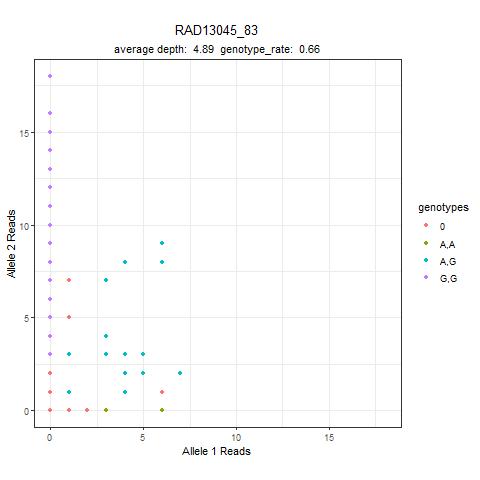 RAD13045_83
average depth: 4.89 genotype_rate: 0.66
15
10
5
0
Allele 2 Reads
0 5 10 15
Allele 1 Reads
genotypes
0
A,A
A,G
G,G